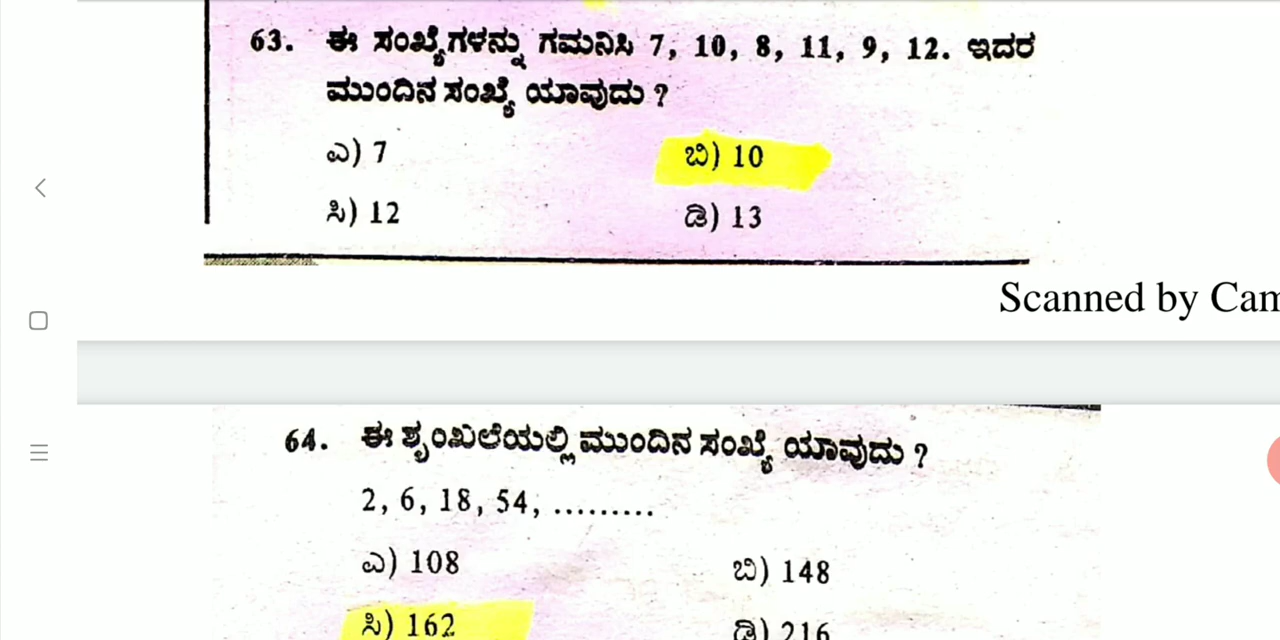 63. ಈ ಸಂಖ್ಯೆಗಳನ್ನು ಗಮನಿಸಿ 7, 10, 8, 11, 9, 12. ಇದರ
ಮುಂದಿನ ಸಂಖ್ಯೆ ಯಾವುದು ?
ಎ) 7 ಬಿ) 10
ಸಿ) 12 ಡಿ) 13
Scanned by Cam
64. ಈ ಶೃಂಖಲೆಯಲ್ಲಿ ಮುಂದಿನ ಸಂಖ್ಯೆ ಯಾವುದು ?
2, 6, 18, 54, .........
ಎ) 108 ಬಿ) 148
ಸಿ) 162 ಡಿ) 216